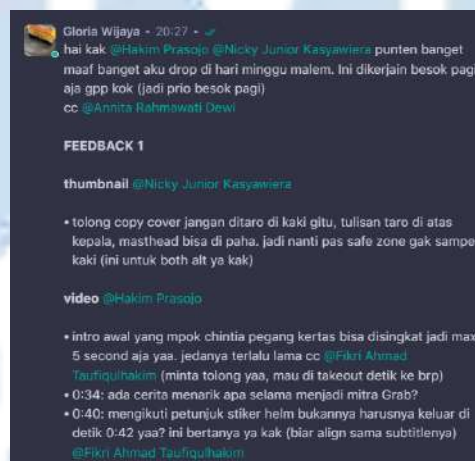 Gloria Wijaya • 20:27 •
hai kak @Hakim Prasojo @Nicky Junior Kasyawiera punten banget
maaf banget aku drop di hari minggu malem. Ini dikerjain besok pagi
aja gpp kok (jadi prio besok pagi)
cc @Annita Rahmawati Dewi
FEEDBACK 1
thumbnail @Nicky Junior Kasyawiera
• tolong copy cover jangan ditaro di kaki gitu, tulisan taro di atas
kepala, masthead bisa di paha. jadi nanti pas safe zone gak sampe
kaki (ini untuk both alt ya kak)
video @Hakim Prasojo
• intro awal yang mpok chintia pegang kertas bisa disingkat jadi max
5 second aja yaa. jedanya terlalu lama cc @Fikri Ahmad
Taufiqulhakim (minta tolong yaa, mau di takeout detik ke brp)
• 0:34: ada cerita menarik apa selama menjadi mitra Grab?
• 0:40: mengikuti petunjuk stiker helm bukannya harusnya keluar di
detik 0:42 yaa? ini bertanya ya kak (biar align sama subtitlenya)
@Fikri Ahmad Taufiqulhakim